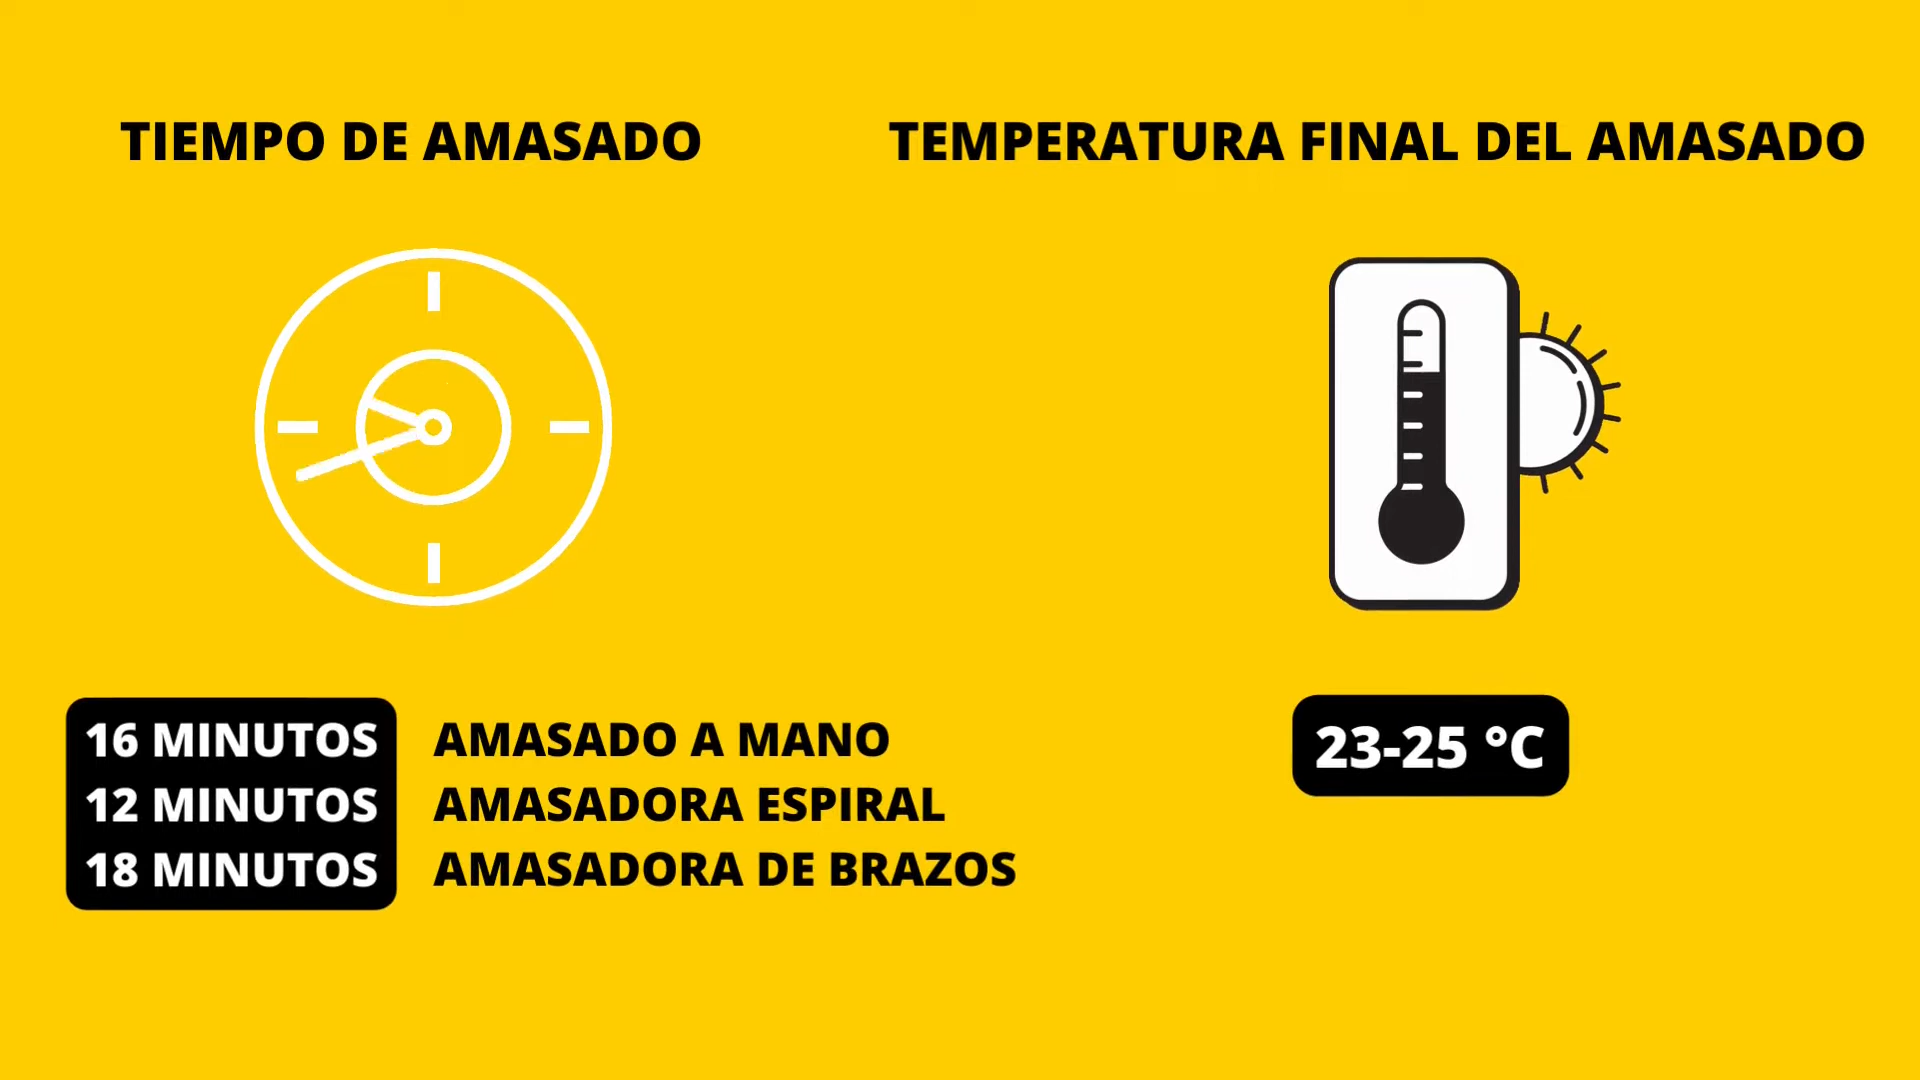 TIEMPO DE AMASADO
TEMPERATURA FINAL DEL AMASADO
16 MINUTOS AMASADO A MANO
12 MINUTOS AMASADORA ESPIRAL
18 MINUTOS AMASADORA DE BRAZOS
23-25 °C